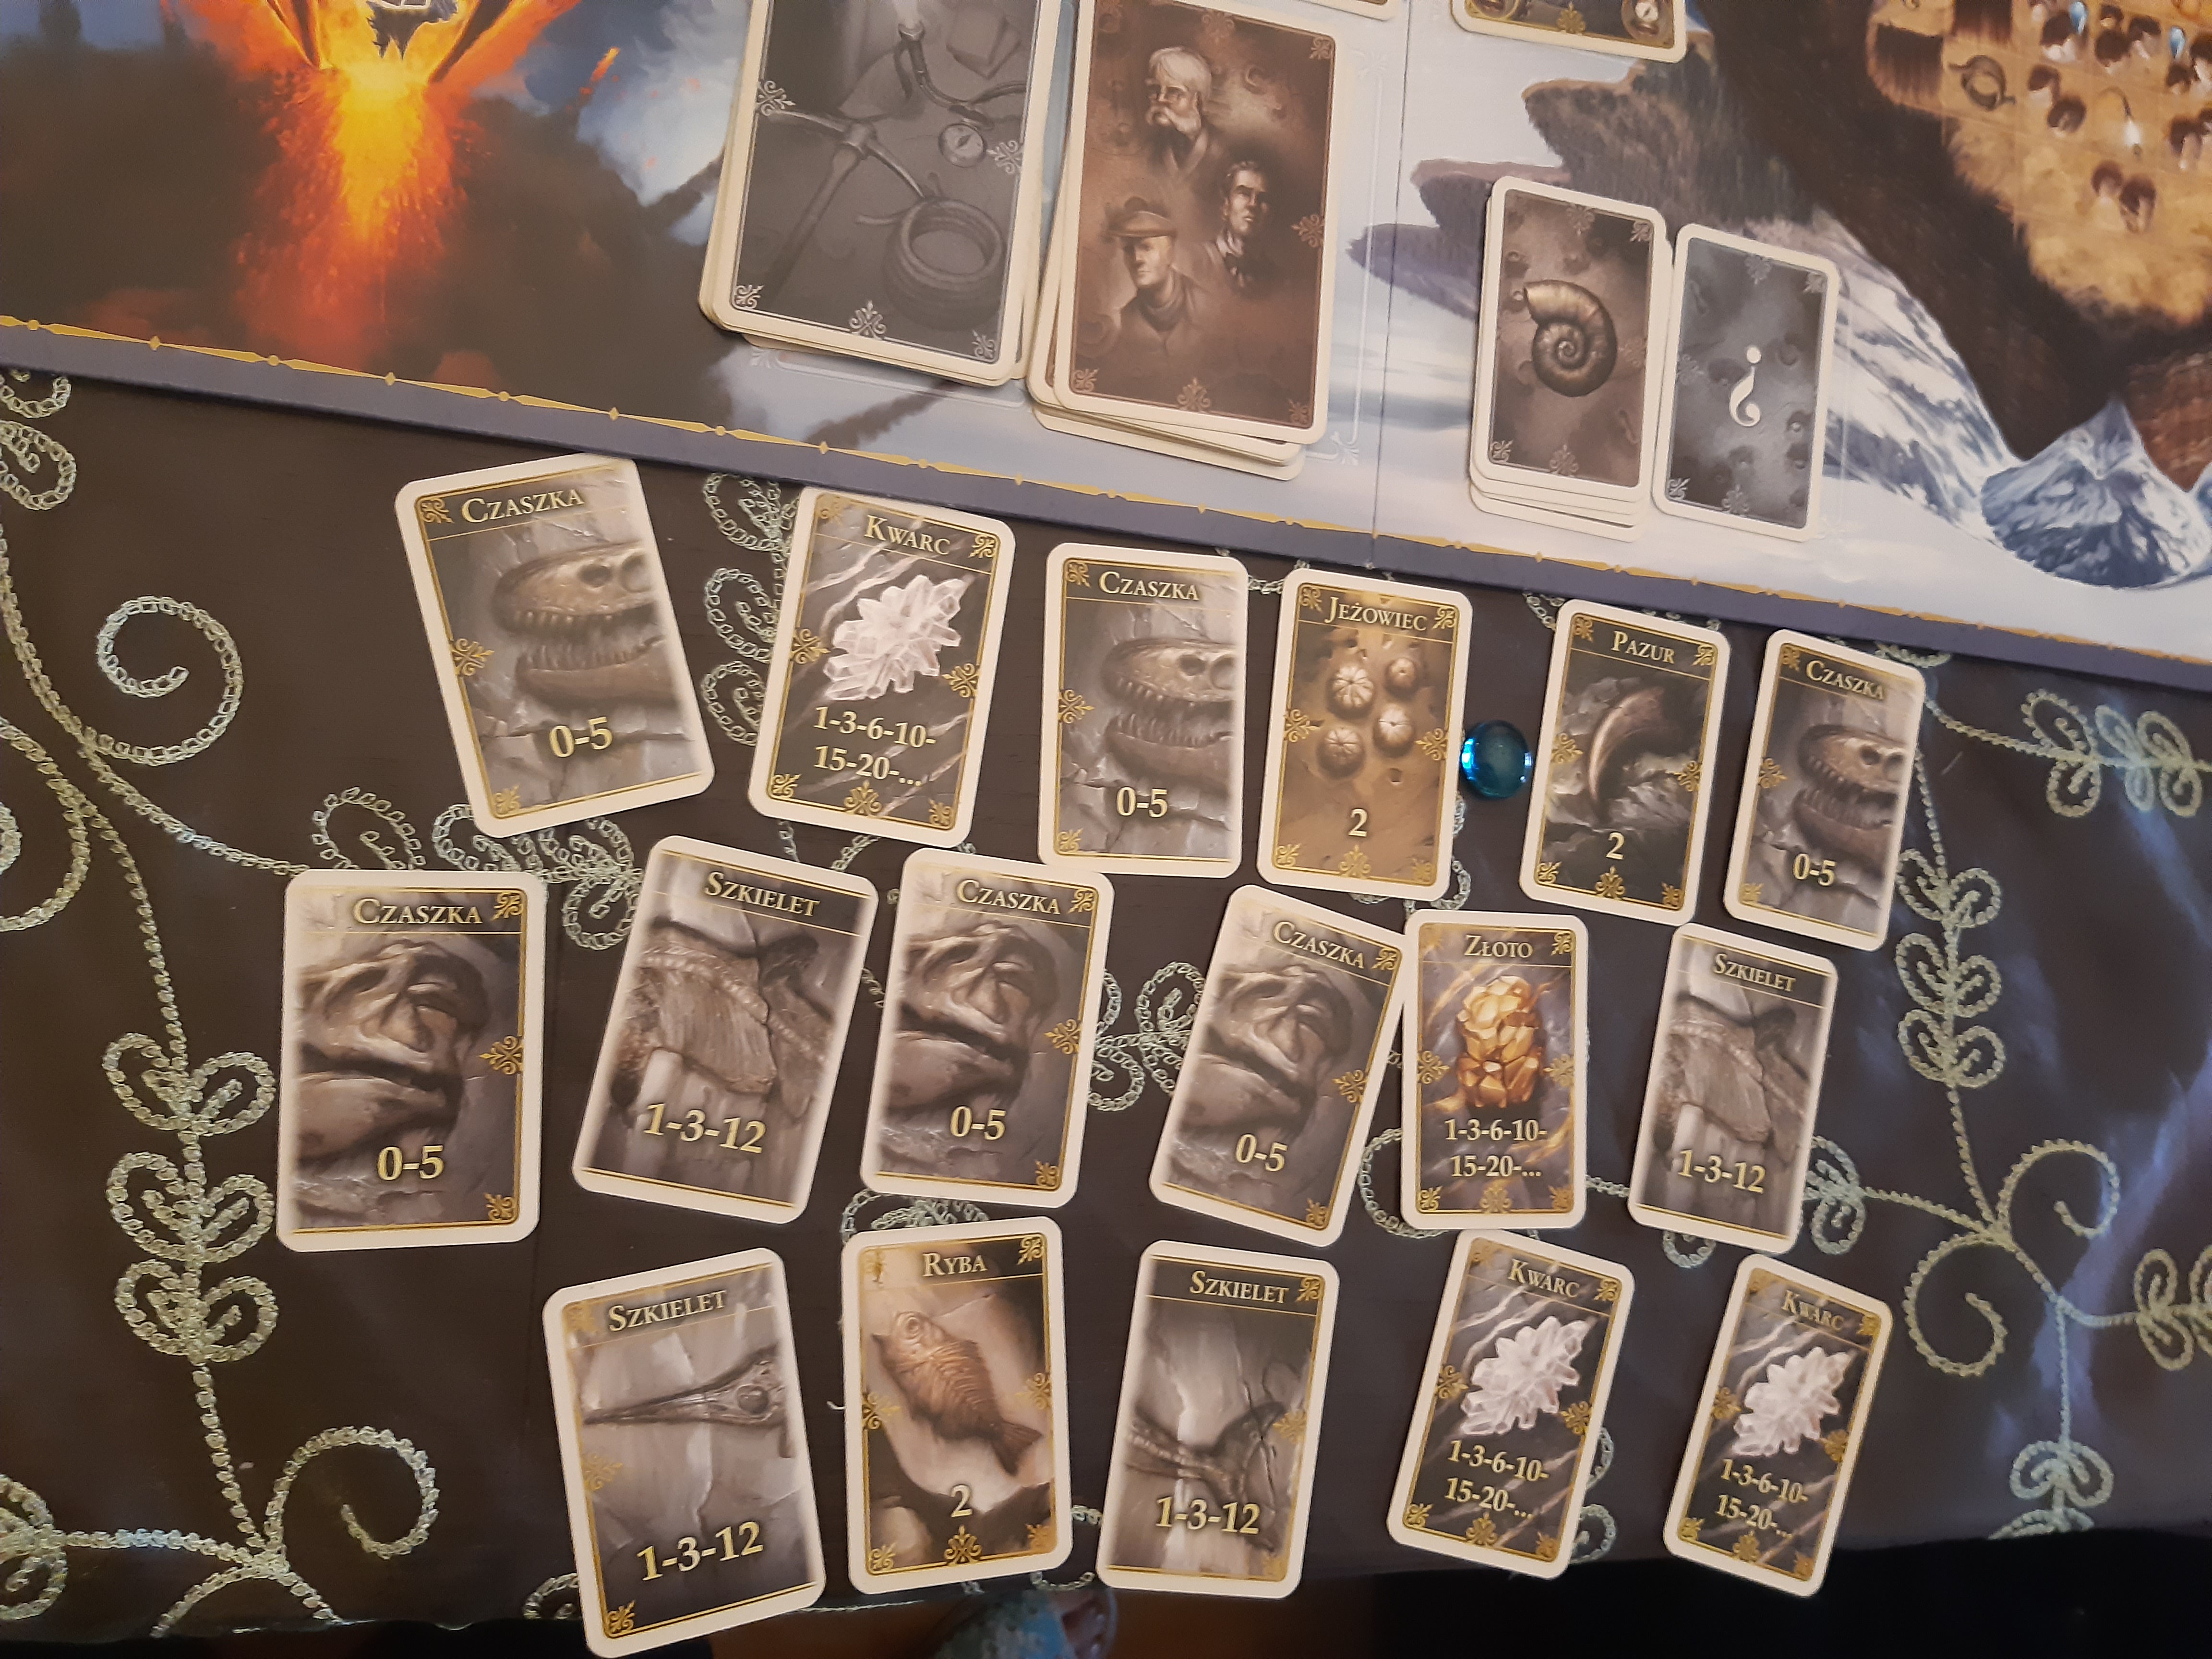 ¿
CZASZKA
0-5
KWARC
1-3-6-10-
15-20-...
CZASZKA
0-5
JEŻOWIEC
2
PAZUR
2
CZASZKA
0-5
CZASZKA
0-5
SZKIELET
1-3-12
CZASZKA
0-5
CZASZKA
0-5
ZŁOTO
1-3-6-10-
15-20-...
SZKIELET
1-3-12
SZKIELET
1-3-12
RYBA
2
SZKIELET
1-3-12
KWARC
1-3-6-10-
15-20-...
KWARC
1-3-6-10-
15-20-...